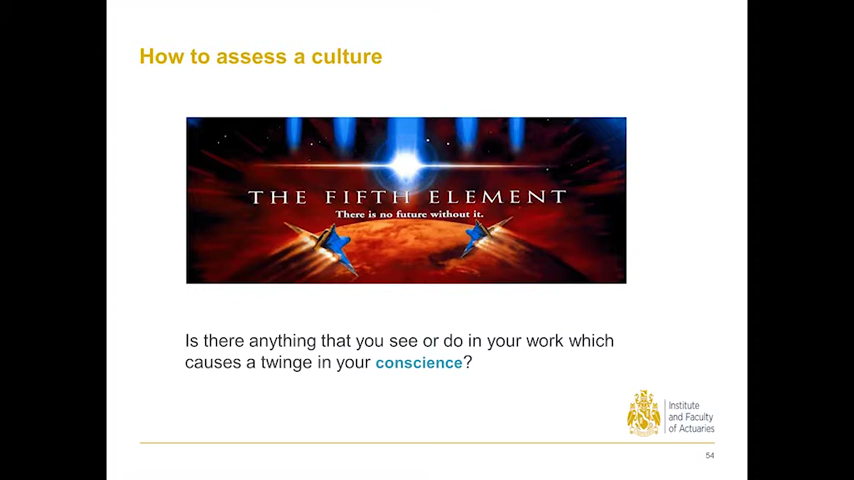 How to assess a culture
THE FIFTH ELEMENT
There is no future without it.
Is there anything that you see or do in your work which
causes a twinge in your conscience?
Institute
and Faculty
of Actuaries
54